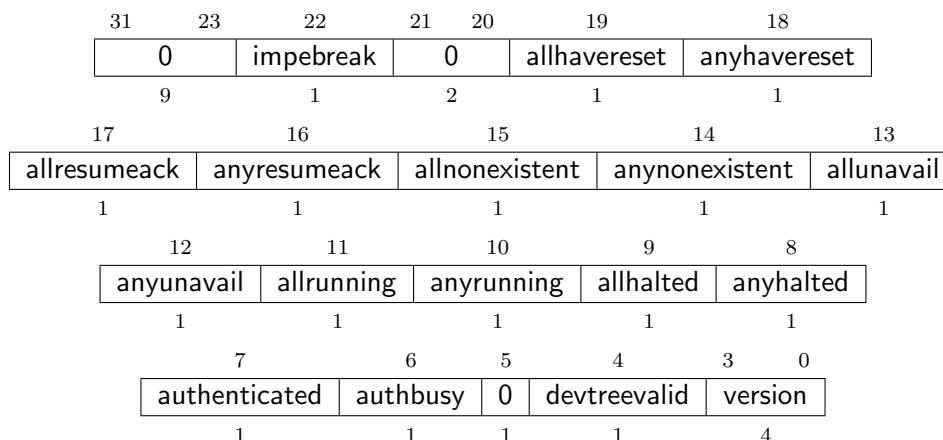 31 23 22 21 20 19 18
0 impebreak 0 allhavereset anyhavereset
9 1 2 1 1
17 16 15 14 13
allresumeack anyresumeack allnonexistent anynonexistent allunavail
1 1 1 1 1
12 11 10 9 8
anyunavail allrunning anyrunning allhalted anyhalted
1 1 1 1 1
7 6 5 4 3 0
authenticated authbusy 0 devtreevalid version
1 1 1 1 4